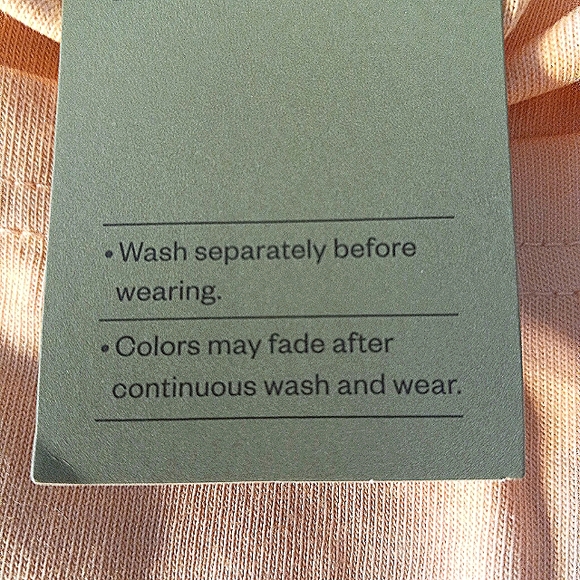 • Wash separately before
wearing.
• Colors may fade after
continuous wash and wear.